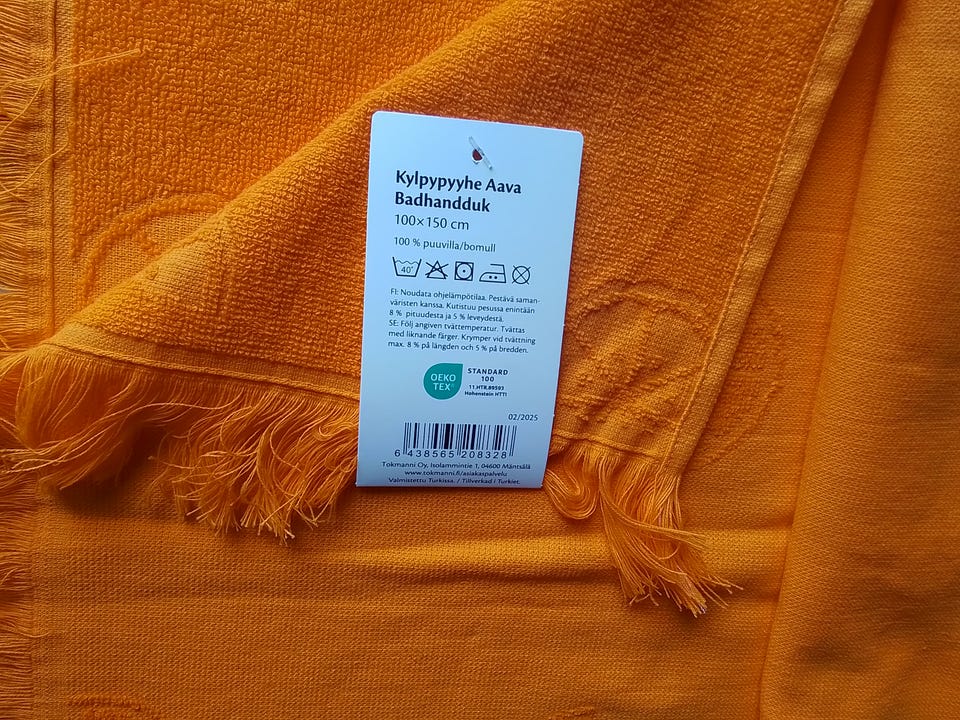 Kylpypyyhe Aava
Badhandduk
100×150 cm
100 % puuvilla/bomull
40°
FI: Noudata ohjelämpötilaa. Pestävä saman-
väristen kanssa. Kutistuu pesussa enintään
8 % pituudesta ja 5 % leveydestä.
SE: Följ angiven tvättemperatur. Tvättas
med liknande färger. Krymper vid tvättning
max. 8 % på längden och 5 % på bredden.
OEKO
TEX®
STANDARD
100
11.HTR.89593
Hohenstein HTTI
02/2025
6 438565 208328
Tokmanni Oy, Isolammintie 1, 04600 Mäntsälä
www.tokmanni.fi/asiakaspalvelu
Valmistettu Turkissa. / Tillverkad i Turkiet.